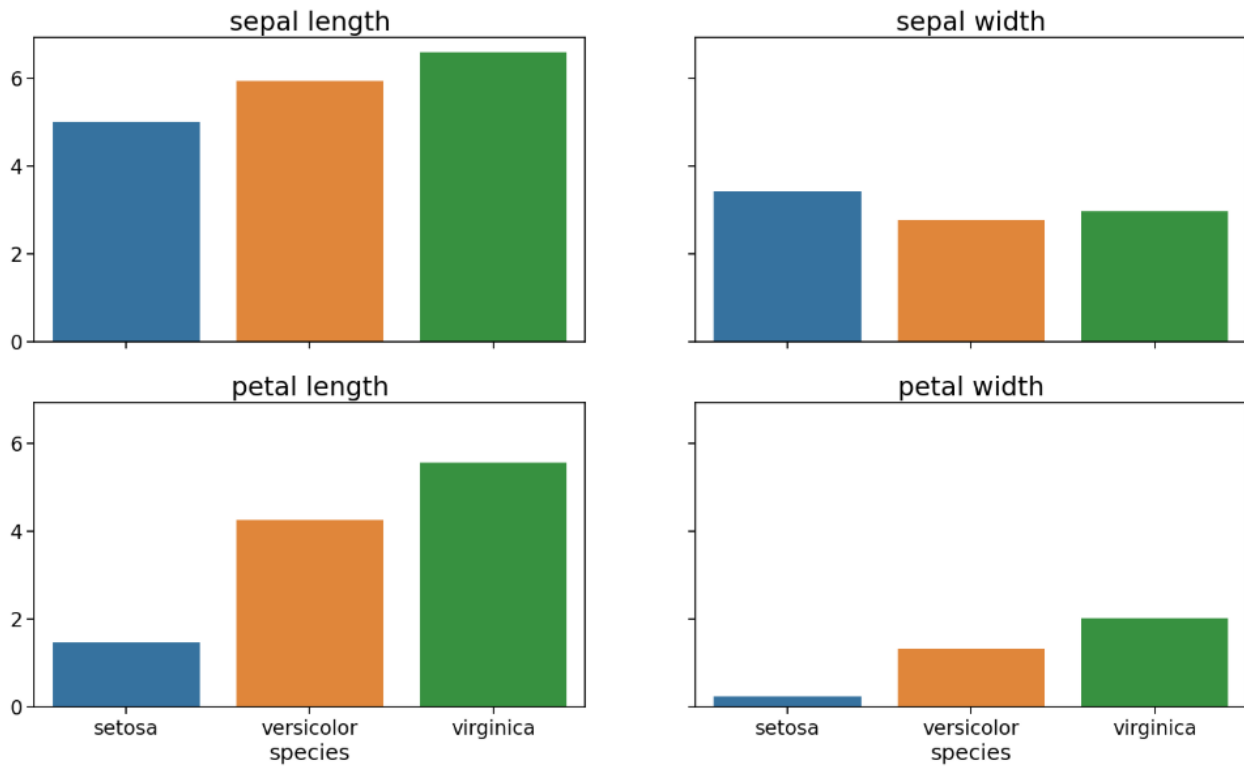 sepal length
sepal width
6
4
2
0
petal length
petal width
6
4
2
0
setosa versicolor virginica
species
setosa versicolor virginica
species